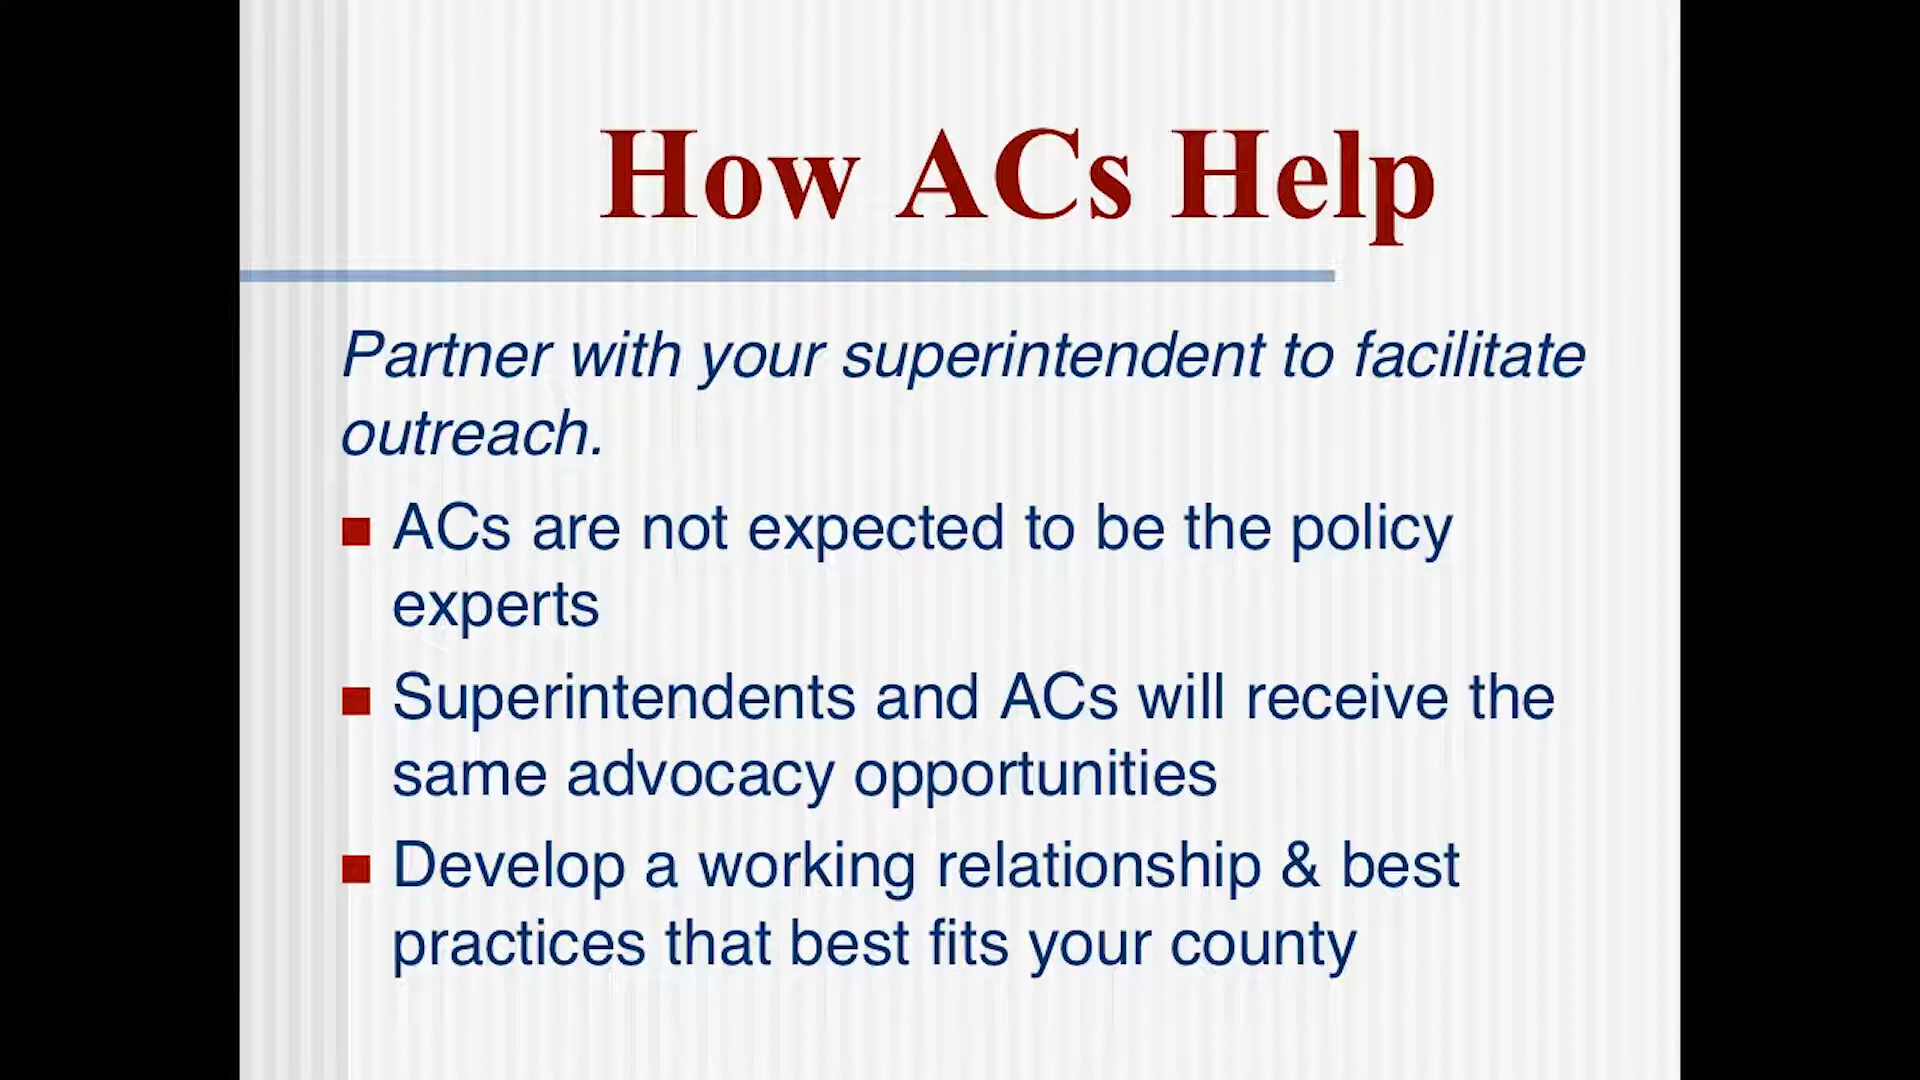 How ACs Help
Partner with your superintendent to facilitate
outreach.
ACs are not expected to be the policy
experts
Superintendents and ACs will receive the
same advocacy opportunities
Develop a working relationship & best
practices that best fits your county